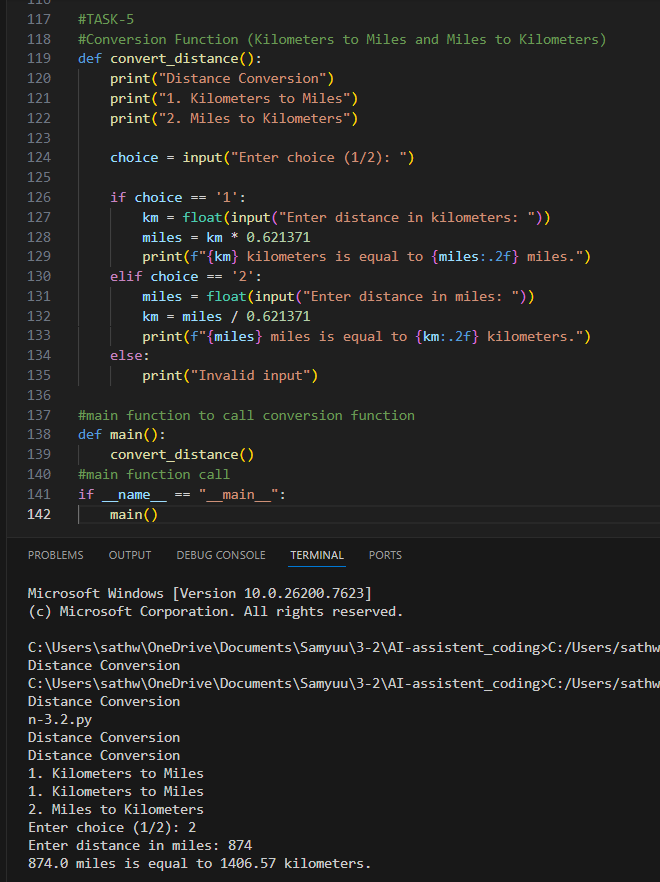 116
117 #TASK-5
118 #Conversion Function (Kilometers to Miles and Miles to Kilometers)
119 def convert_distance():
120     print("Distance Conversion")
121     print("1. Kilometers to Miles")
122     print("2. Miles to Kilometers")
123
124     choice = input("Enter choice (1/2): ")
125
126     if choice == '1':
127         km = float(input("Enter distance in kilometers: "))
128         miles = km * 0.621371
129         print(f"{km} kilometers is equal to {miles:.2f} miles.")
130     elif choice == '2':
131         miles = float(input("Enter distance in miles: "))
132         km = miles / 0.621371
133         print(f"{miles} miles is equal to {km:.2f} kilometers.")
134     else:
135         print("Invalid input")
136
137 #main function to call conversion function
138 def main():
139     convert_distance()
140 #main function call
141 if __name__ == "__main__":
142     main()
PROBLEMS OUTPUT DEBUG CONSOLE TERMINAL PORTS
Microsoft Windows [Version 10.0.26200.7623]
(c) Microsoft Corporation. All rights reserved.
C:\Users\sathw\OneDrive\Documents\Samyuu\3-2\AI-assistent_coding>C:/Users/sathw
Distance Conversion
C:\Users\sathw\OneDrive\Documents\Samyuu\3-2\AI-assistent_coding>C:/Users/sathw
Distance Conversion
n-3.2.py
Distance Conversion
Distance Conversion
1. Kilometers to Miles
1. Kilometers to Miles
2. Miles to Kilometers
Enter choice (1/2): 2
Enter distance in miles: 874
874.0 miles is equal to 1406.57 kilometers.